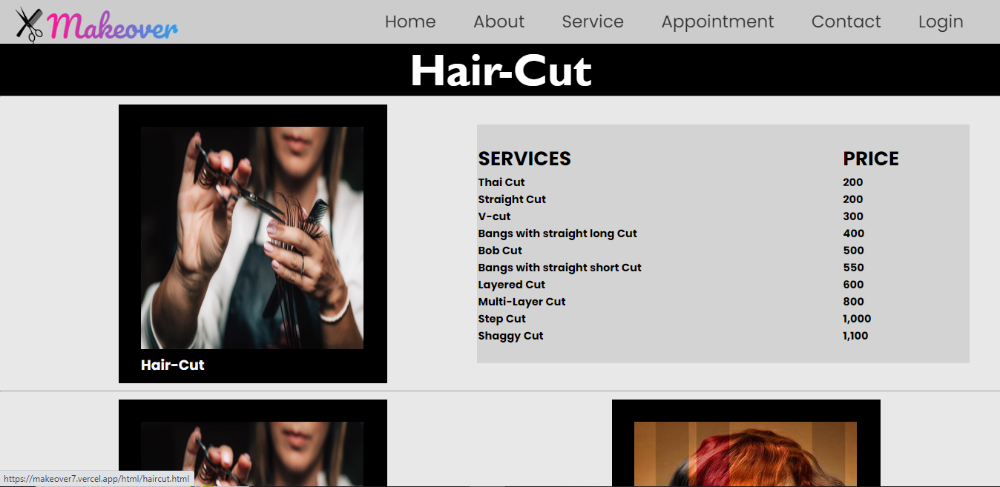 Makeover Home About Service Appointment Contact Login
Hair-Cut
SERVICES PRICE
Thai Cut 200
Straight Cut 200
V-cut 300
Bangs with straight long Cut 400
Bob Cut 500
Bangs with straight short Cut 550
Layered Cut 600
Multi-Layer Cut 800
Step Cut 1,000
Shaggy Cut 1,100
Hair-Cut
https://makeover7.vercel.app/html/haircut.html